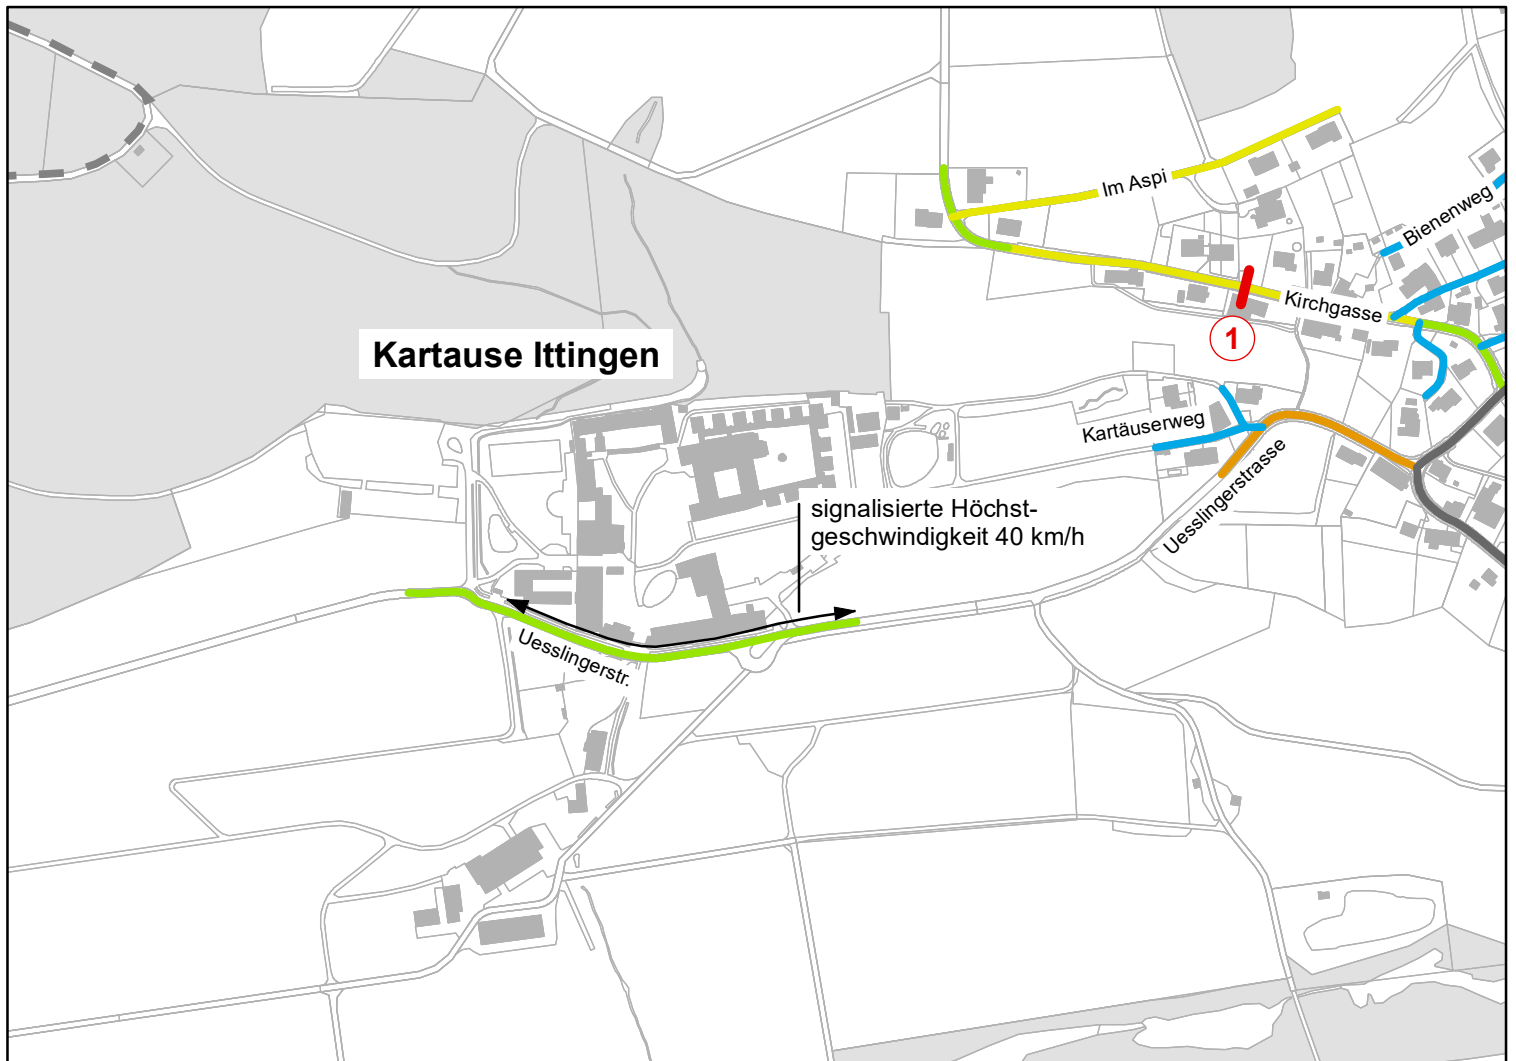 Im Aspi
Bienenweg
Kirchgasse
1
Kartause Ittingen
Kartäuserweg
Uesslingerstrasse
signalisierte Höchst-
geschwindigkeit 40 km/h
Uesslingerstr.